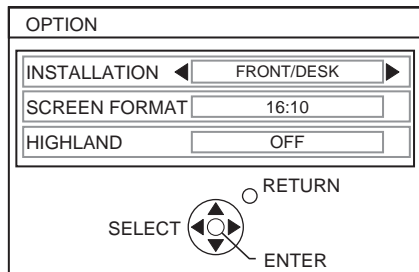 OPTION
INSTALLATION FRONT/DESK
SCREEN FORMAT 16:10
HIGHLAND OFF
RETURN
SELECT
ENTER